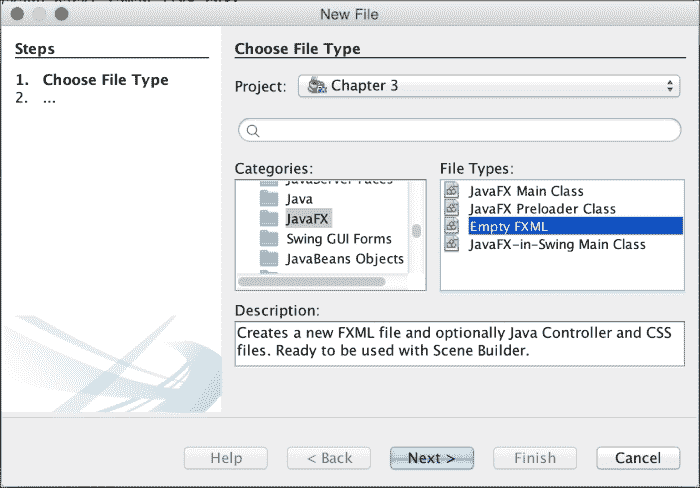 New File
Steps
1. Choose File Type
2. ...
Choose File Type
Project: Chapter 3
Categories:
JavaServer Faces
Java
JavaFX
Swing GUI Forms
JavaBeans Objects
File Types:
JavaFX Main Class
JavaFX Preloader Class
Empty FXML
JavaFX-in-Swing Main Class
Description:
Creates a new FXML file and optionally Java Controller and CSS
files. Ready to be used with Scene Builder.
Help
< Back
Next >
Finish
Cancel